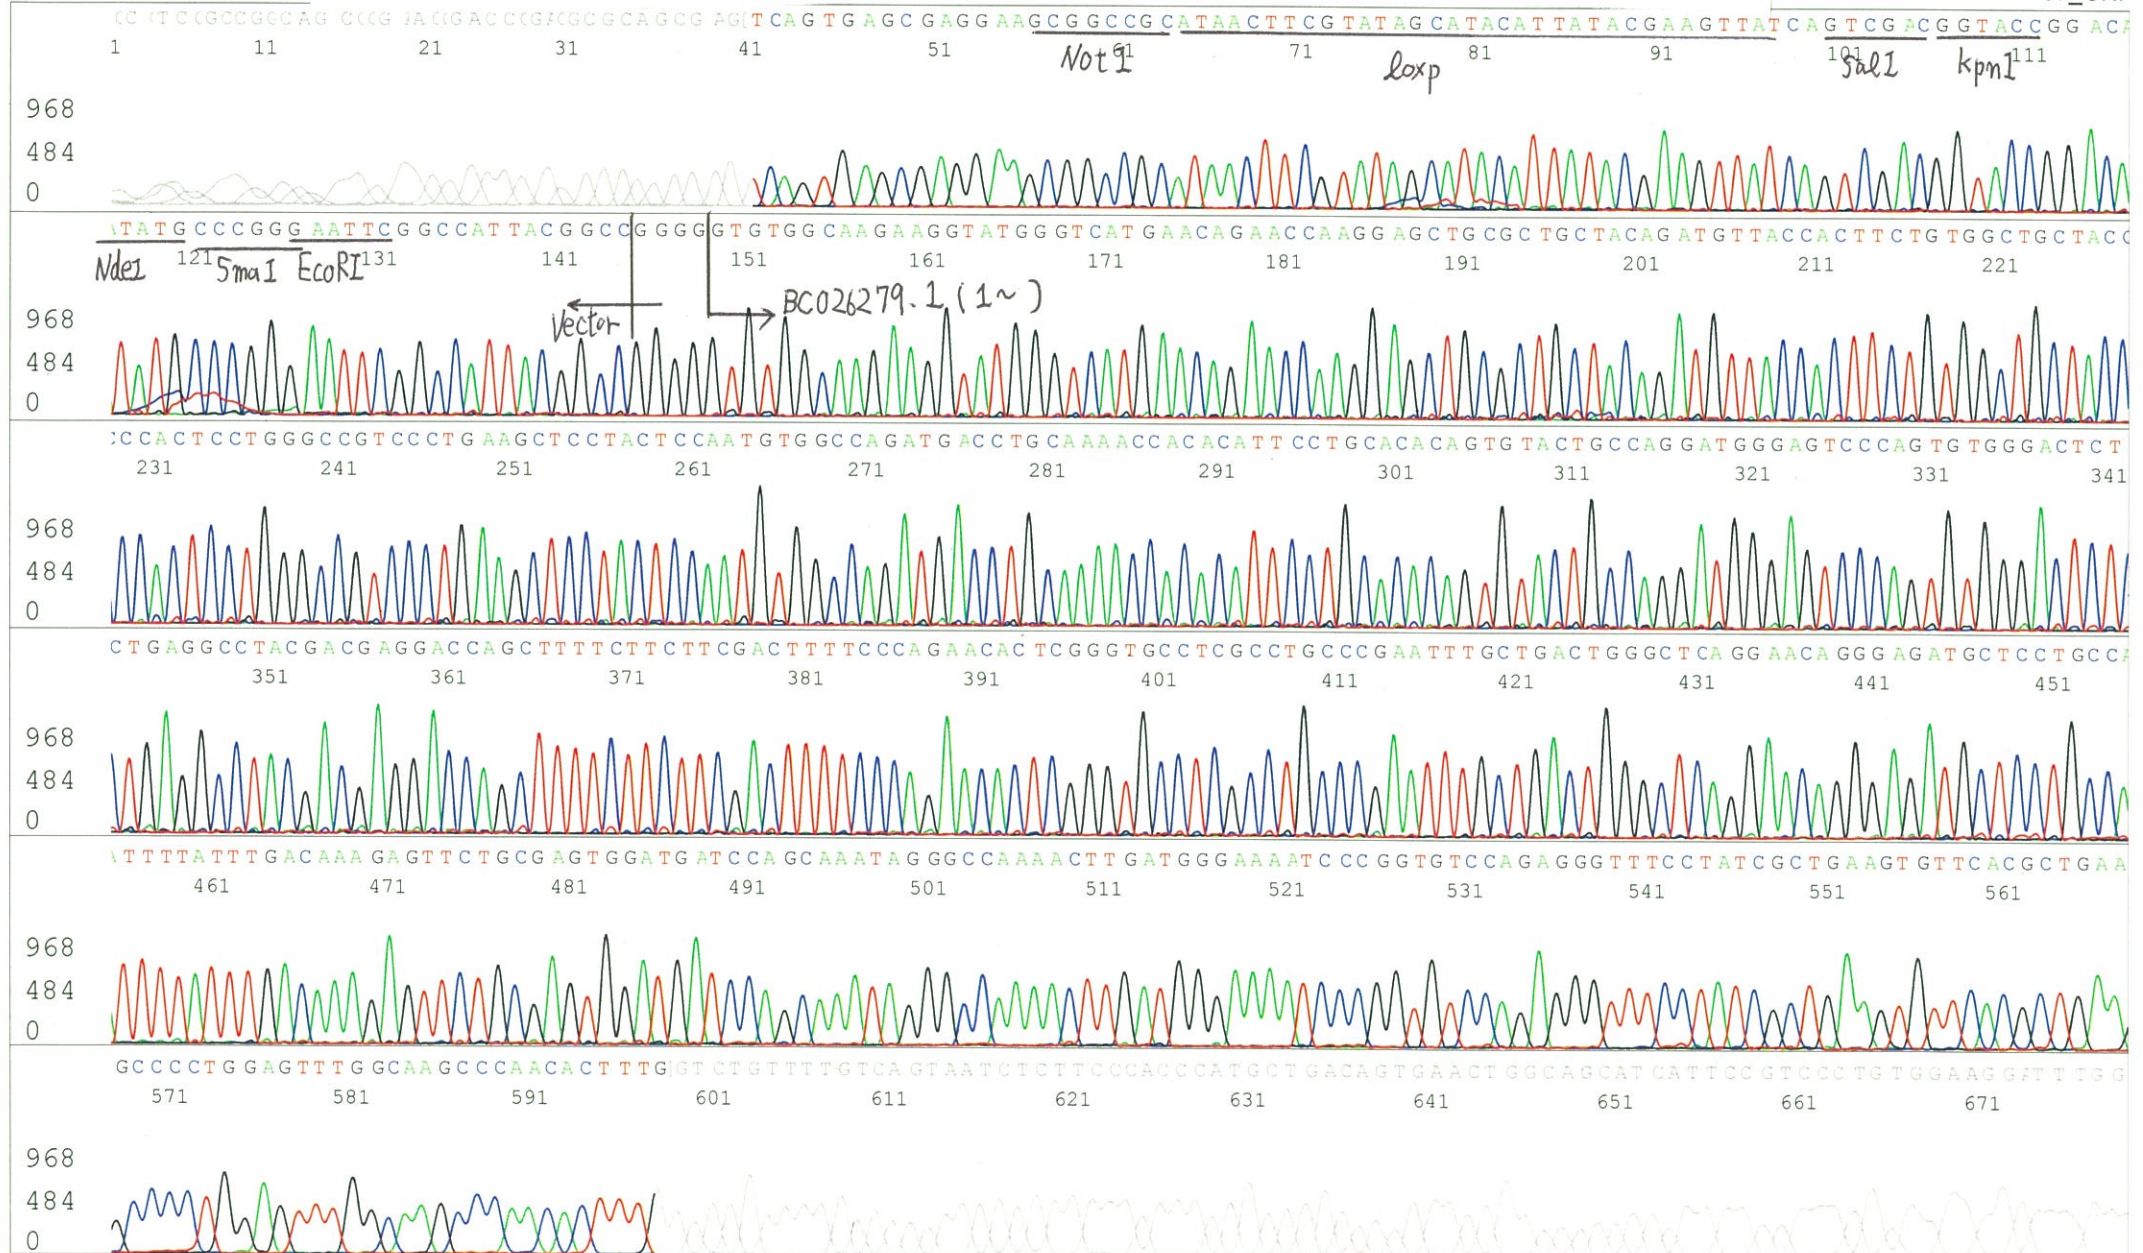 TCAGTGAGCGAGGAAGCGGCCGCATAACTTCGTATAGCATACATTATACGAAGTTATCAGTCGACGGTACCGGACA
1 11 21 31 41 51 61 71 81 91 101 111
Not1 loxp Sal1 kpn1
968
484
0
ATATGCCCGGGGAATTCGGCCATTACGGCCGGGGGTGTGGCAAGAAGGTATGGGTCATGAACAGAACCAAGGAGCTGCGCTGCTACAGATGTTACCACTTCTGTGGCTGCTACC
121 131 141 151 161 171 181 191 201 211 221
Nde1 SmaI EcoRI
Vector BC026279.1 (1~)
968
484
0
CCCACTCCTGGGCCGTCCCTGAAGCTCCTACTCCAATGTGGCCAGATGACCTGCAAAACCACACATTCCTGCACACAGTGTACTGCCAGGATGGGAGTCCCAGTGTGGGACTCT
231 241 251 261 271 281 291 301 311 321 331 341
968
484
0
CTGAGGCCTACGACGAGGACCAGCTTTTCTTCTTCGACTTTTCCCAGAACACTCGGGTGCCTCGCCTGCCCGAATTTGCTGACTGGGCTCAGGAACAGGGAGATGCTCCTGCCA
351 361 371 381 391 401 411 421 431 441 451
968
484
0
ATTTTATTTGACAAAGAGTTCTGCGAGTGGATGATCCAGCAAATAGGGCCAAAACTTGATGGGAAAATCCCGGTGTCCAGAGGGTTTCCTATCGCTGAAGTGTTCACGCTGAA
461 471 481 491 501 511 521 531 541 551 561
968
484
0
GCCCCTGGAGTTTGGCAAGCCCAACACTTTGGTCTGTTTTGTCAGTAATCTCTTCCCACCCATGCTGACAGTGAACTGGCAGCATCATTCCGTCCCTGTGGAAGGATTTGG
571 581 591 601 611 621 631 641 651 661 671
968
484
0